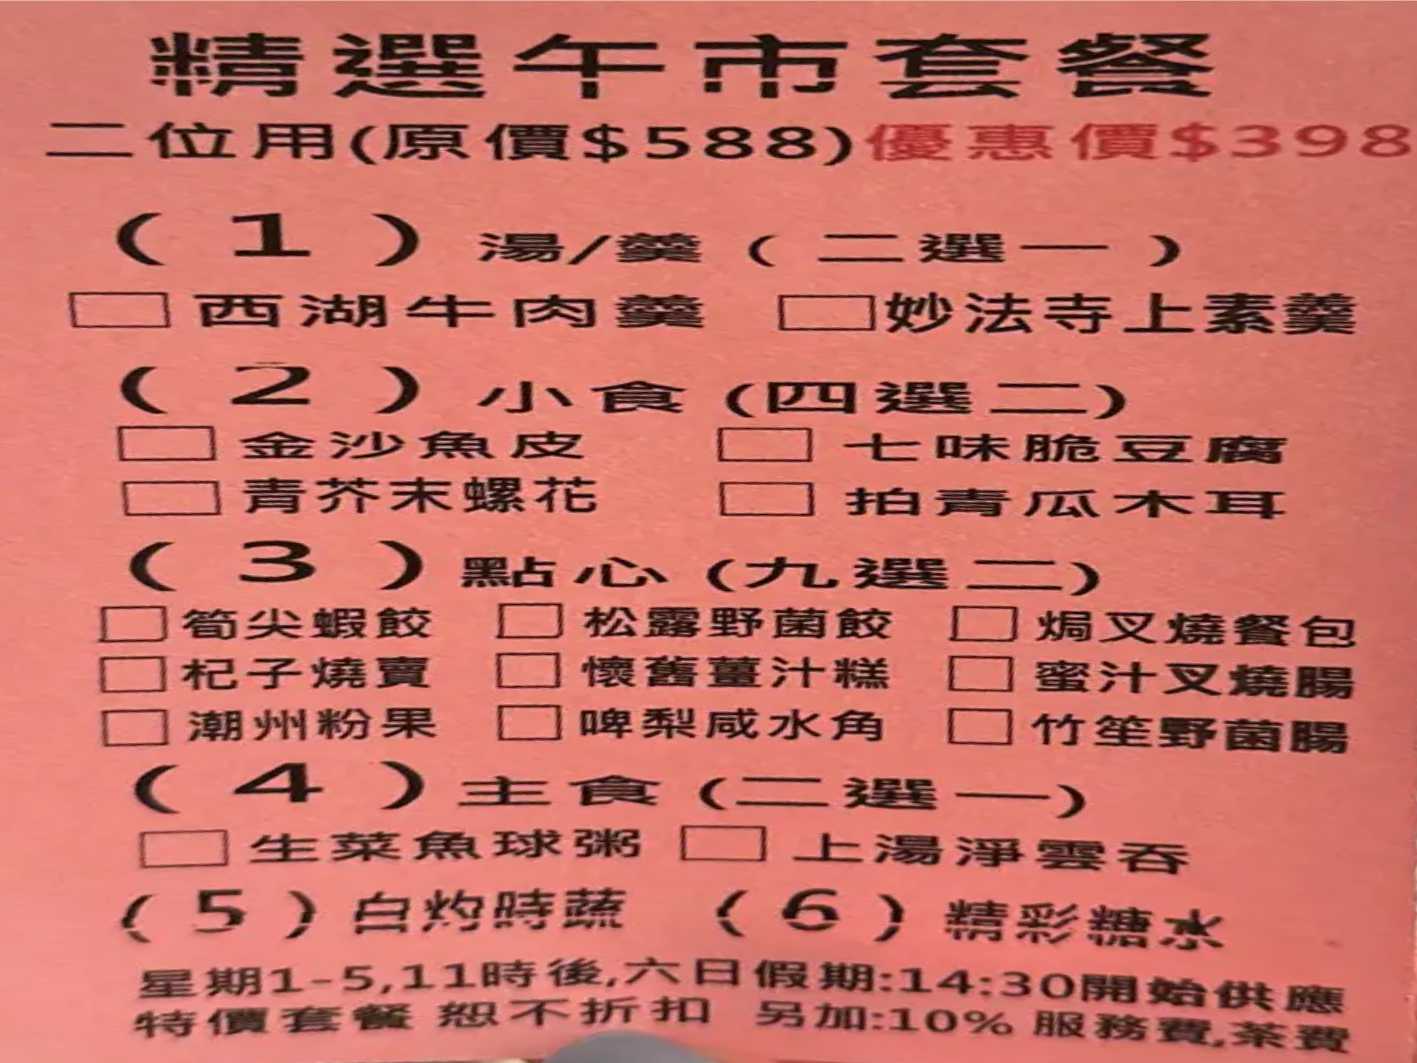 精選午市套餐
二位用(原價$588)優惠價$398
(1)湯/羹(二選一)
西湖牛肉羹 妙法寺上素羹
(2)小食(四選二)
金沙魚皮 七味脆豆腐
青芥末螺花 拍青瓜木耳
(3)點心(九選二)
筍尖蝦餃 松露野菌餃 焗叉燒餐包
杞子燒賣 懷舊薑汁糕 蜜汁叉燒腸
潮州粉果 啤梨咸水角 竹笙野菌腸
(4)主食(二選一)
生菜魚球粥 上湯淨雲吞
(5)白灼時蔬 (6)精彩糖水
星期1-5,11時後,六日假期:14:30開始供應
特價套餐 恕不折扣 另加:10% 服務費,茶費